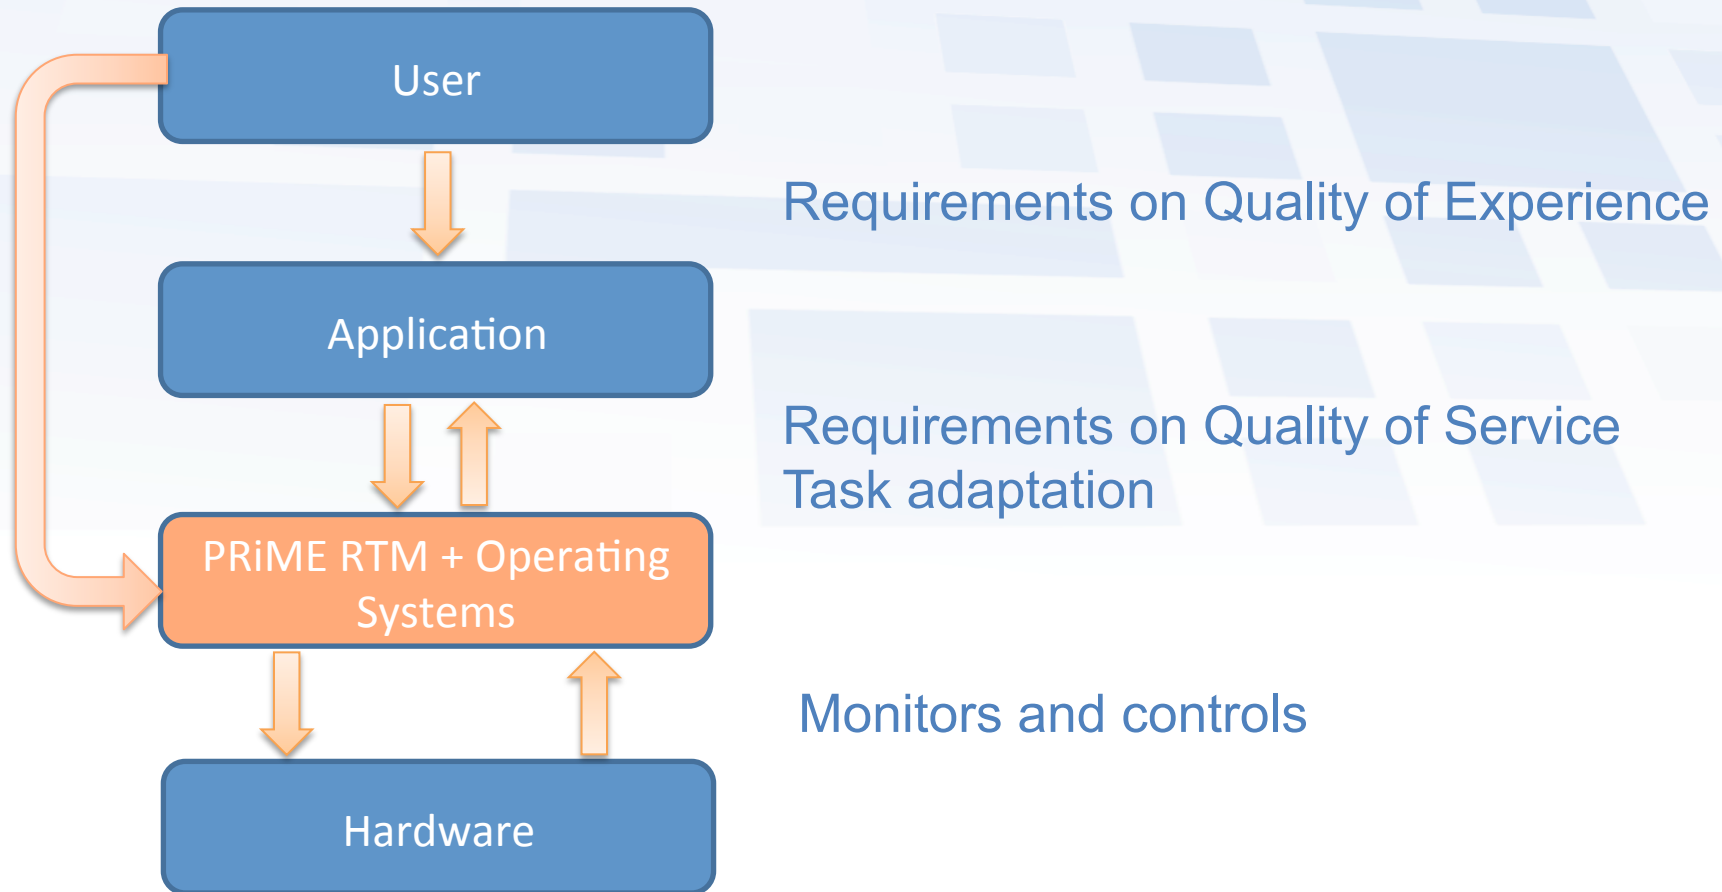 User
Requirements on Quality of Experience
Application
Requirements on Quality of Service
Task adaptation
PRiME RTM + Operating
Systems
Monitors and controls
Hardware